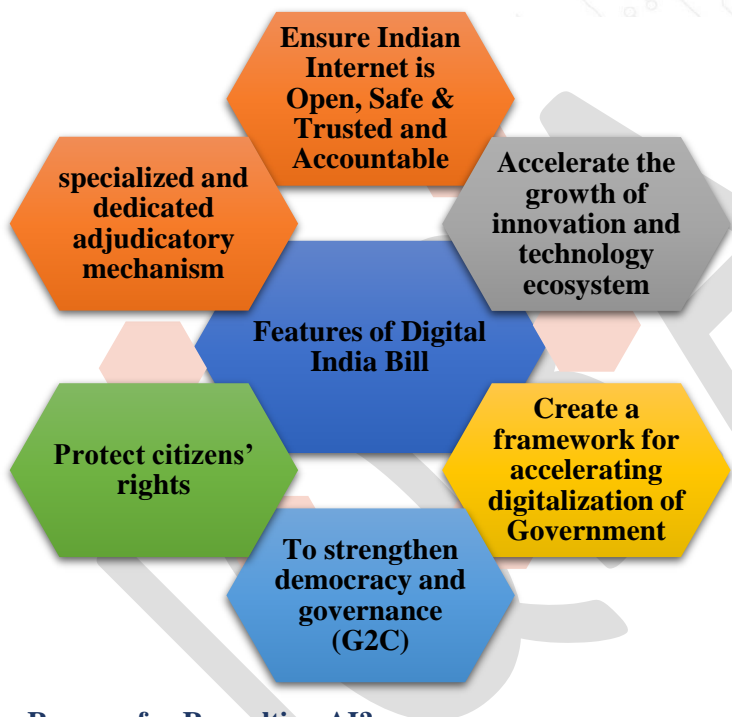 Ensure Indian
Internet is
Open, Safe &
Trusted and
Accountable
specialized and
dedicated
adjudicatory
mechanism
Accelerate the
growth of
innovation and
technology
ecosystem
Features of Digital
India Bill
Protect citizens’
rights
Create a
framework for
accelerating
digitalization of
Government
To strengthen
democracy and
governance
(G2C)